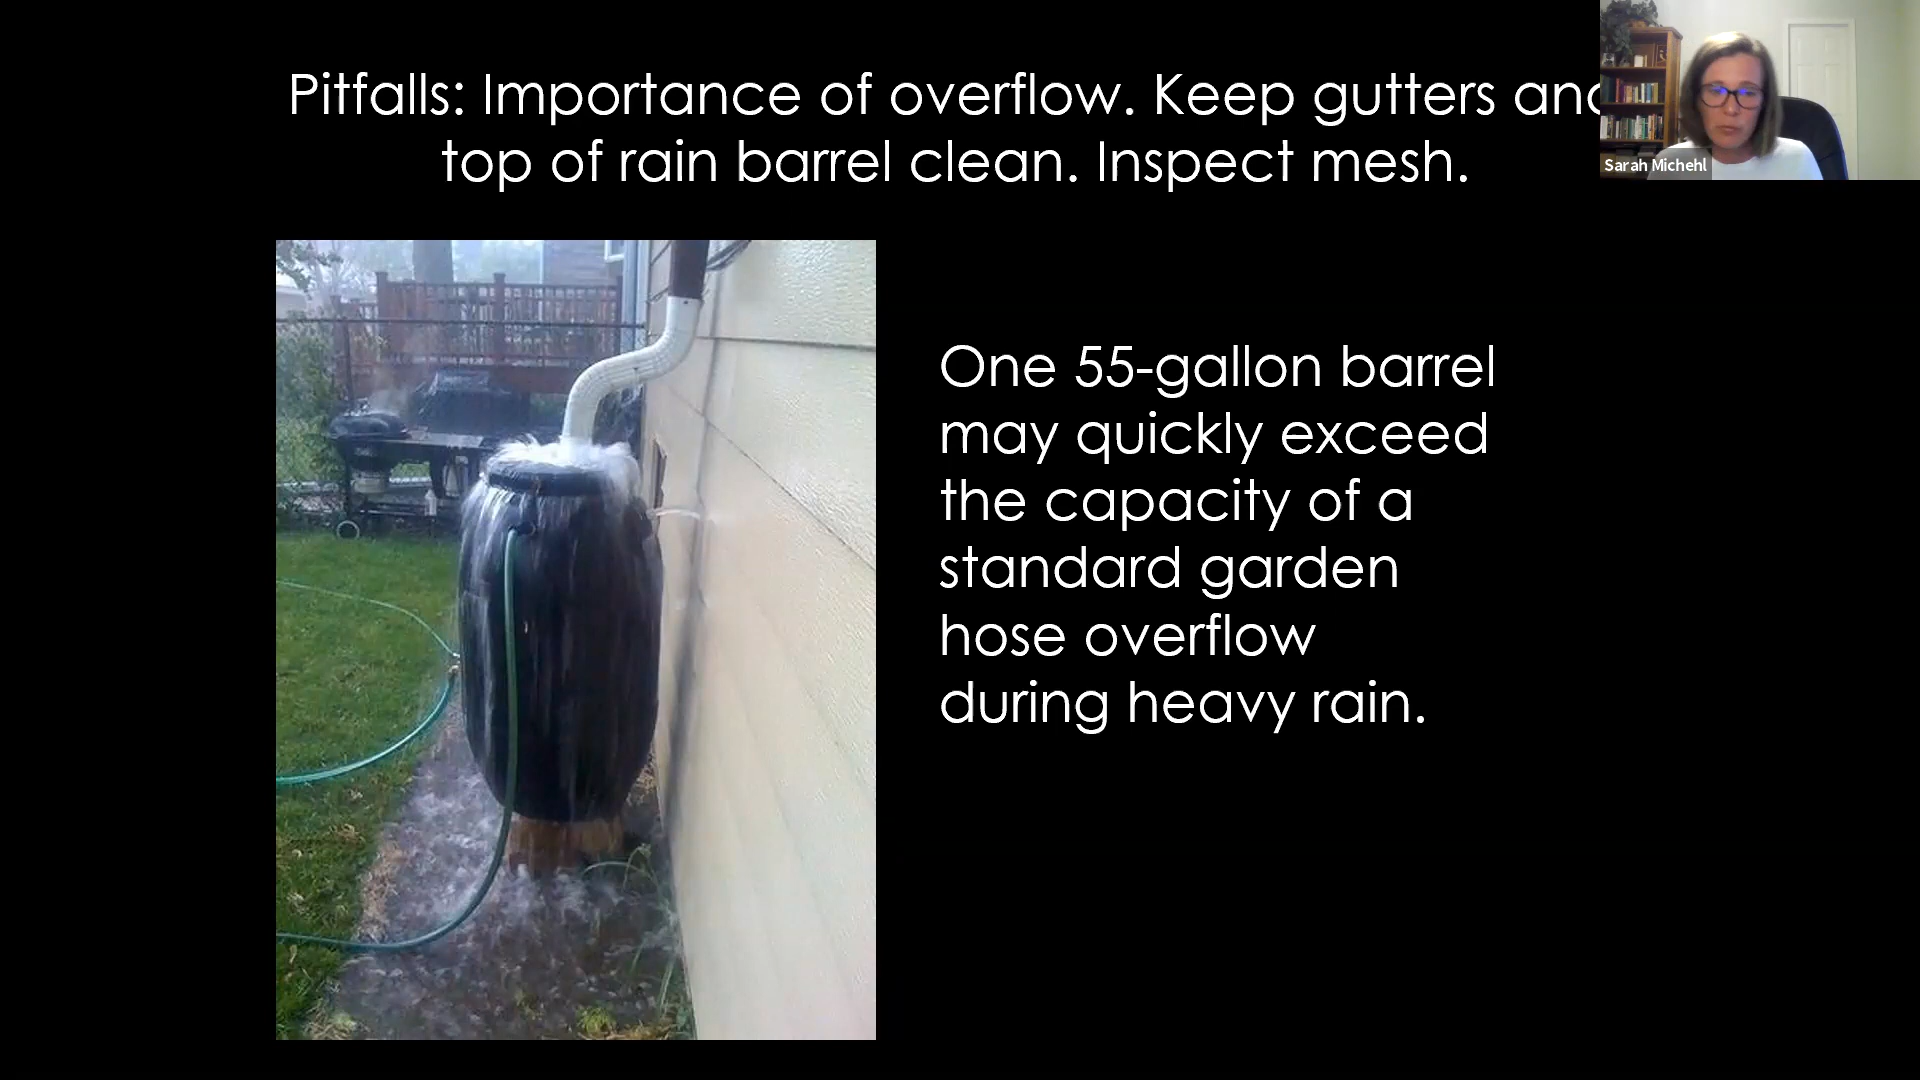 Pitfalls: Importance of overflow. Keep gutters and
top of rain barrel clean. Inspect mesh.
Sarah Michehl
One 55-gallon barrel
may quickly exceed
the capacity of a
standard garden
hose overflow
during heavy rain.